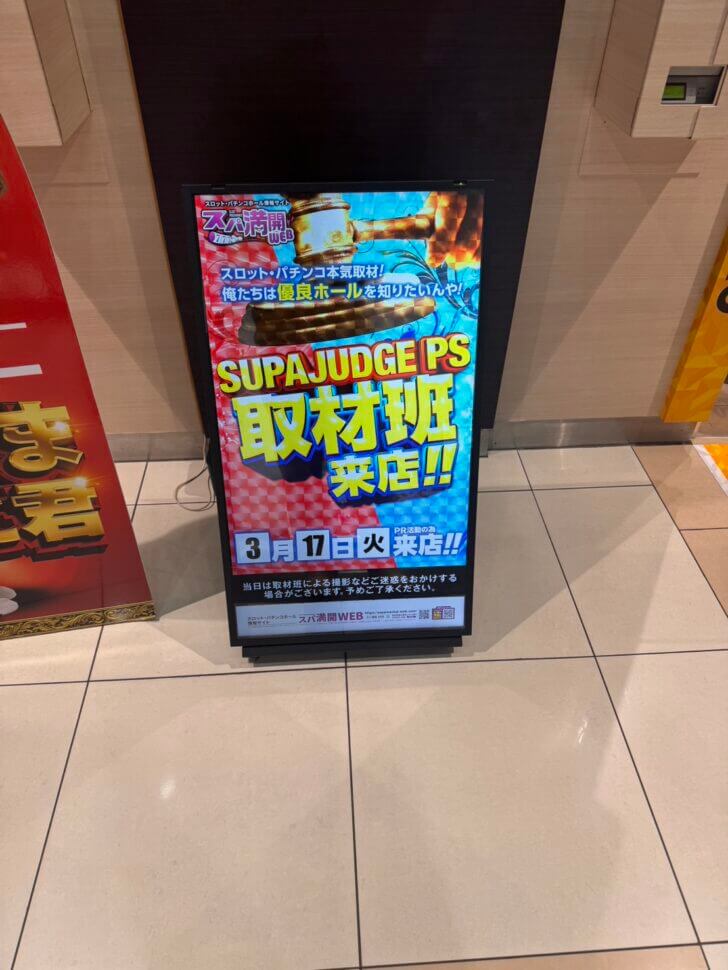 スロット・パチンコホール情報サイト
スパ満開
WEB
スロット・パチンコ本気取材!
俺たちは優良ホールを知りたいんや!
SUPAJUDGE PS
取材班
来店!!
3月17日火
PR活動の為
来店!!
当日は取材班による撮影などご迷惑をおかけする
場合がございます。予めご了承ください。
スロット・パチンコホール
情報サイト
スパ満開WEB
ま
君